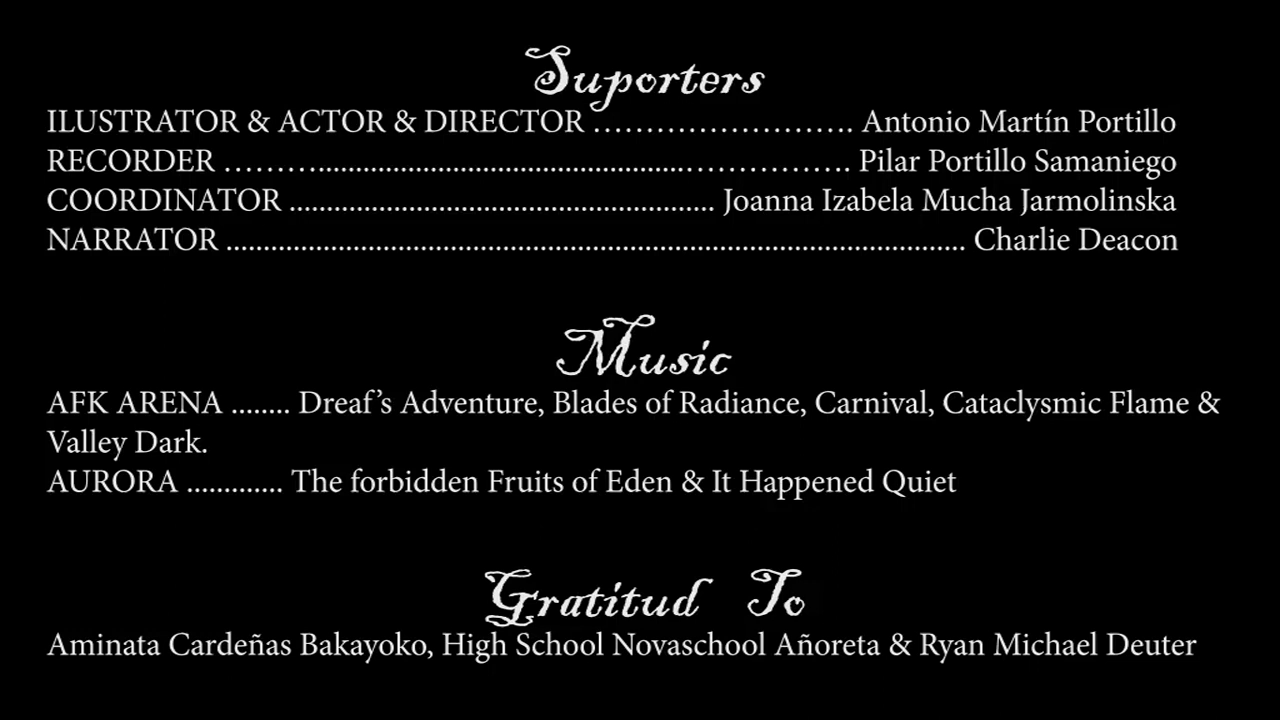 Suporters
ILUSTRATOR & ACTOR & DIRECTOR ………………………. Antonio Martín Portillo
RECORDER ………..................................................……………. Pilar Portillo Samaniego
COORDINATOR ......................................................... Joanna Izabela Mucha Jarmolinska
NARRATOR ................................................................................................... Charlie Deacon
Music
AFK ARENA ........ Dreaf’s Adventure, Blades of Radiance, Carnival, Cataclysmic Flame &
Valley Dark.
AURORA ............. The forbidden Fruits of Eden & It Happened Quiet
Gratitud To
Aminata Cardeñas Bakayoko, High School Novaschool Añoreta & Ryan Michael Deuter